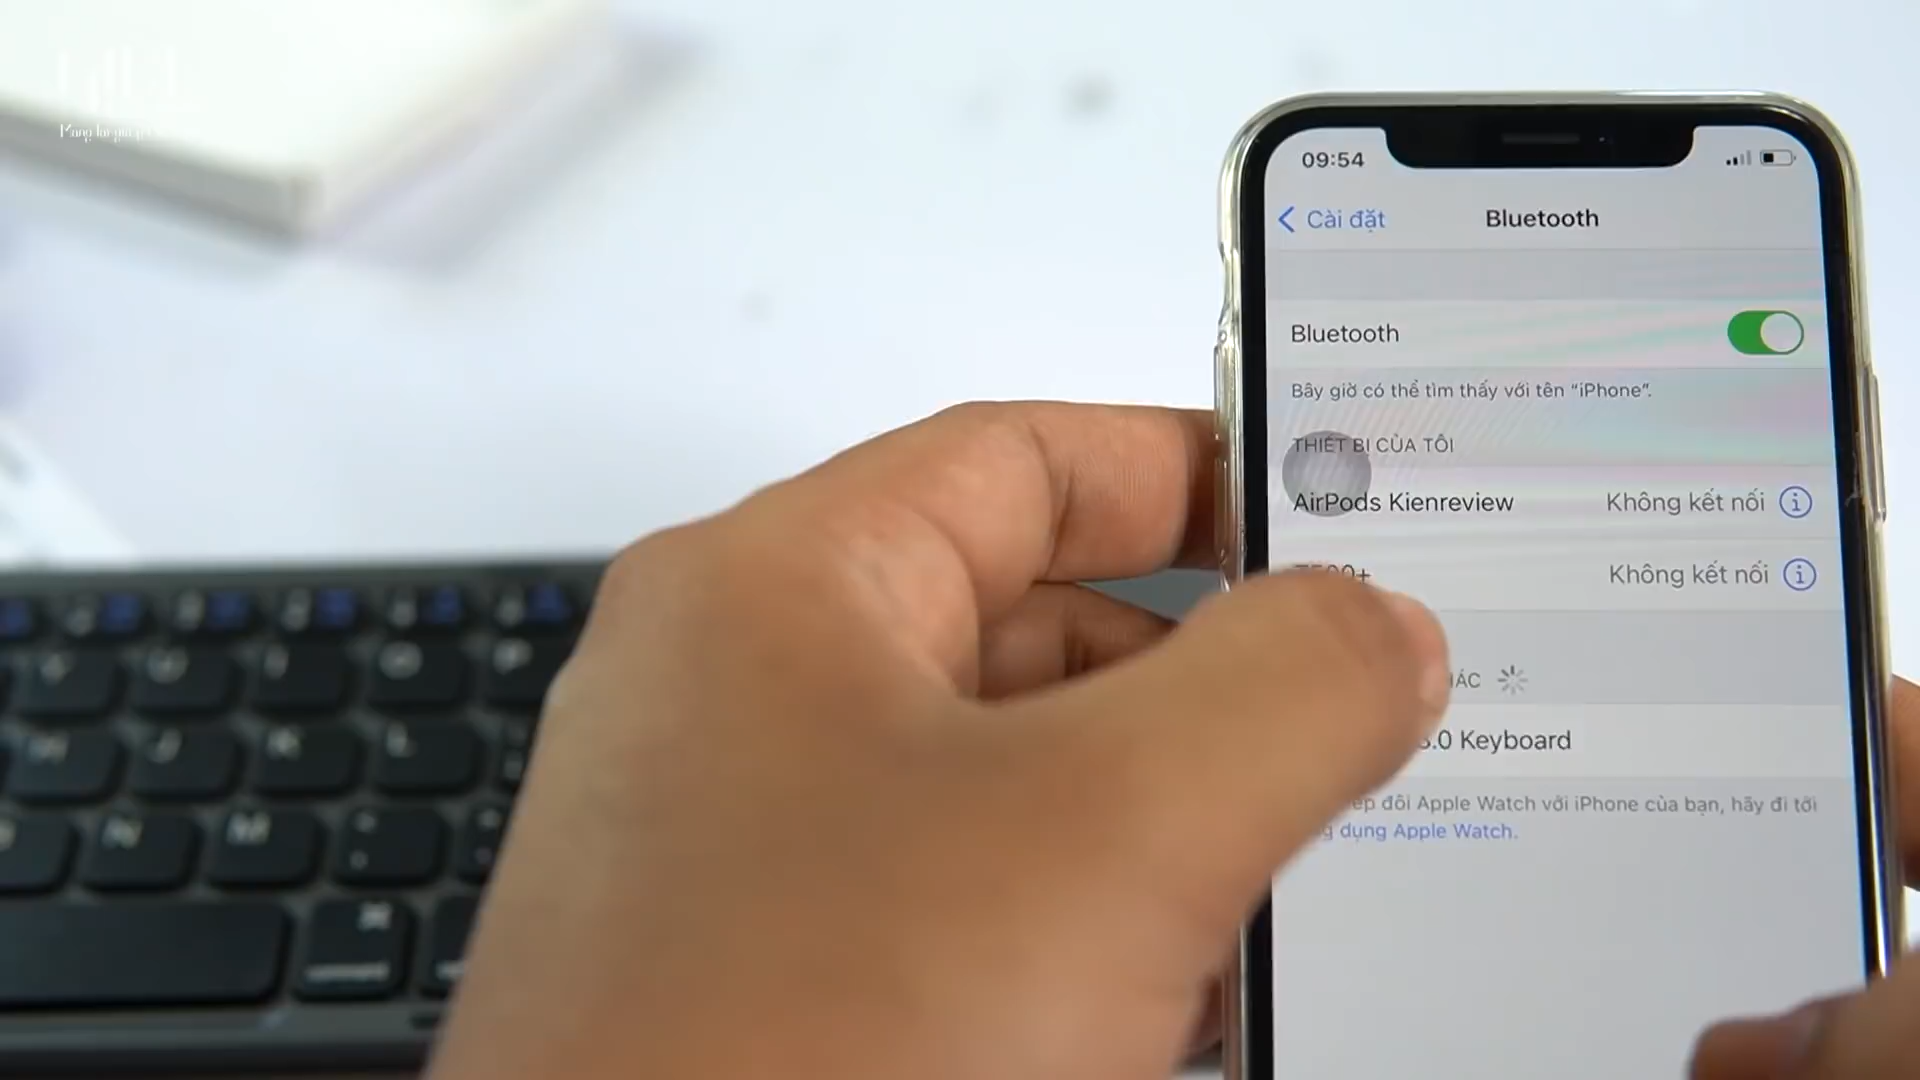 09:54
Cài đặt
Bluetooth
Bluetooth
Bây giờ có thể tìm thấy với tên “iPhone”.
THIẾT BỊ CỦA TÔI
AirPods Kienreview Không kết nối
Không kết nối
3.0 Keyboard
đôi Apple Watch với iPhone của bạn, hãy đi tới
dụng Apple Watch.
O
P
J
K
L
N
M
command